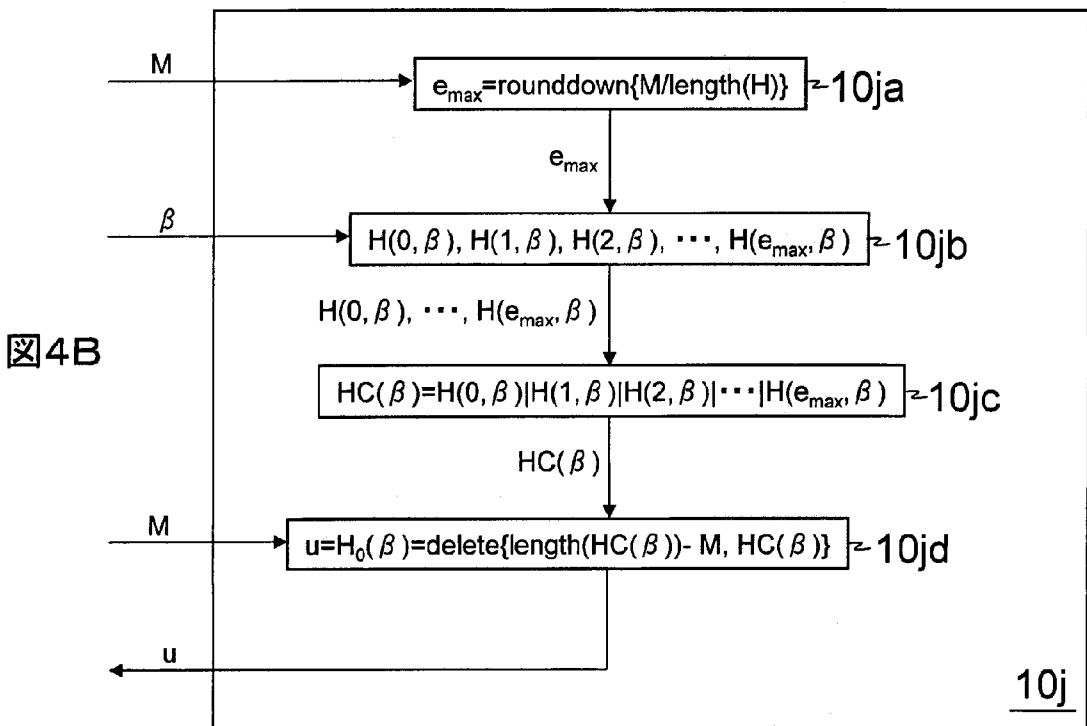 M
e_max=rounddown{M/length(H)}
10ja
e_max
β
H(0,β), H(1,β), H(2,β), ･･･, H(e_max,β)
10jb
H(0,β), ･･･, H(e_max,β)
図4B
HC(β)=H(0,β)|H(1,β)|H(2,β)|･･･|H(e_max,β)
10jc
HC(β)
M
u=H₀(β)=delete{length(HC(β))- M, HC(β)}
10jd
u
10j